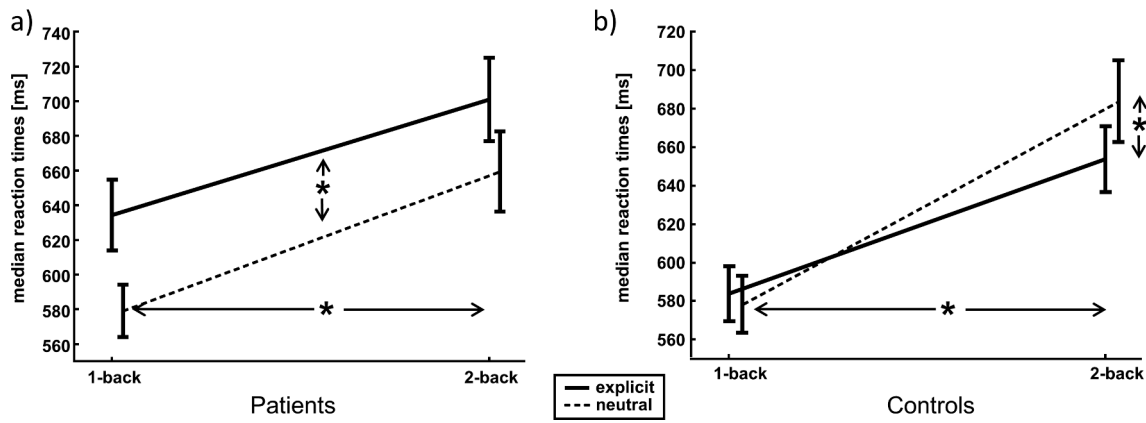 a)
median reaction times [ms]
740
720
700
680
660
640
620
600
580
560
*
*
1-back
2-back
Patients
b)
median reaction times [ms]
720
700
680
660
640
620
600
580
560
*
*
1-back
2-back
Controls
explicit
neutral